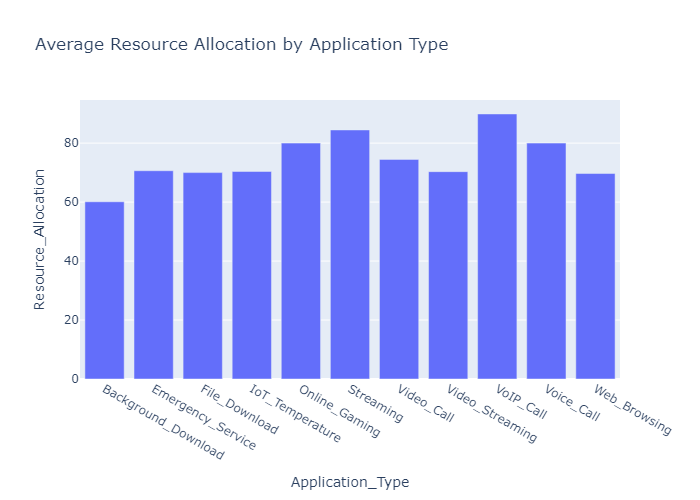 Average Resource Allocation by Application Type
Resource_Allocation
80
60
40
20
0
Background_Download
Emergency_Service
File_Download
IoT_Temperature
Online_Gaming
Streaming
Video_Call
Video_Streaming
VoIP_Call
Voice_Call
Web_Browsing
Application_Type